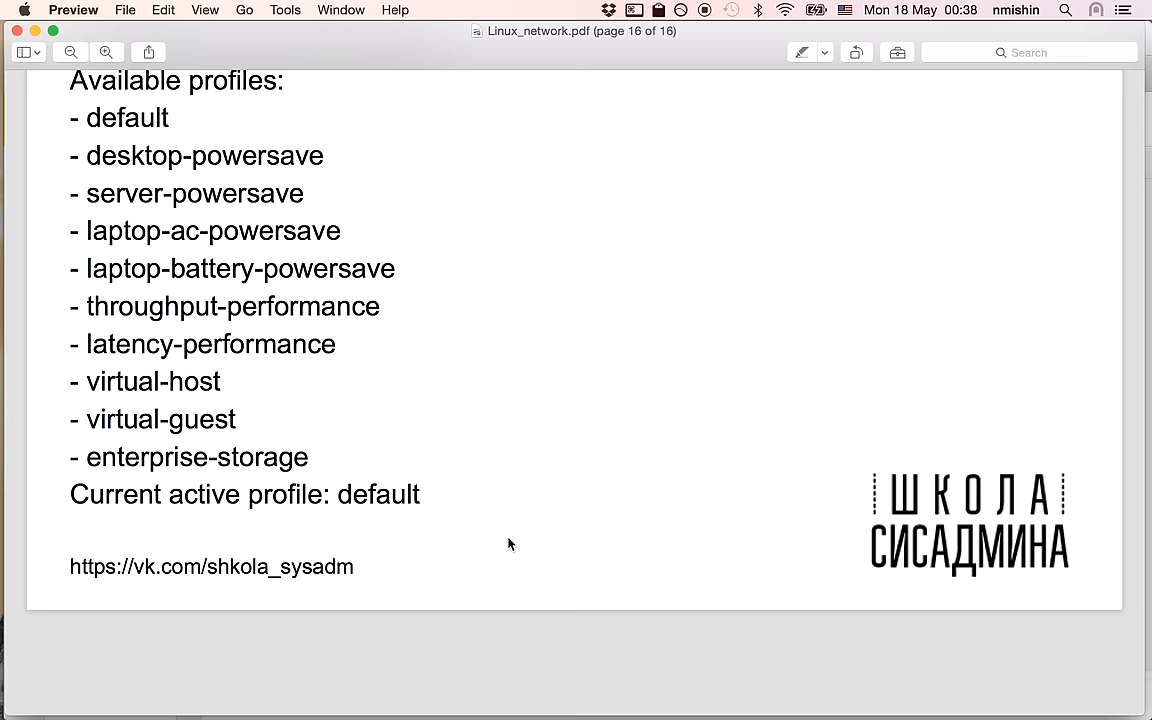 Preview File Edit View Go Tools Window Help Mon 18 May 00:38 nmishin
Linux_network.pdf (page 16 of 16)
Search
Available profiles:
- default
- desktop-powersave
- server-powersave
- laptop-ac-powersave
- laptop-battery-powersave
- throughput-performance
- latency-performance
- virtual-host
- virtual-guest
- enterprise-storage
Current active profile: default
https://vk.com/shkola_sysadm
ШКОЛА
СИСАДМИНА